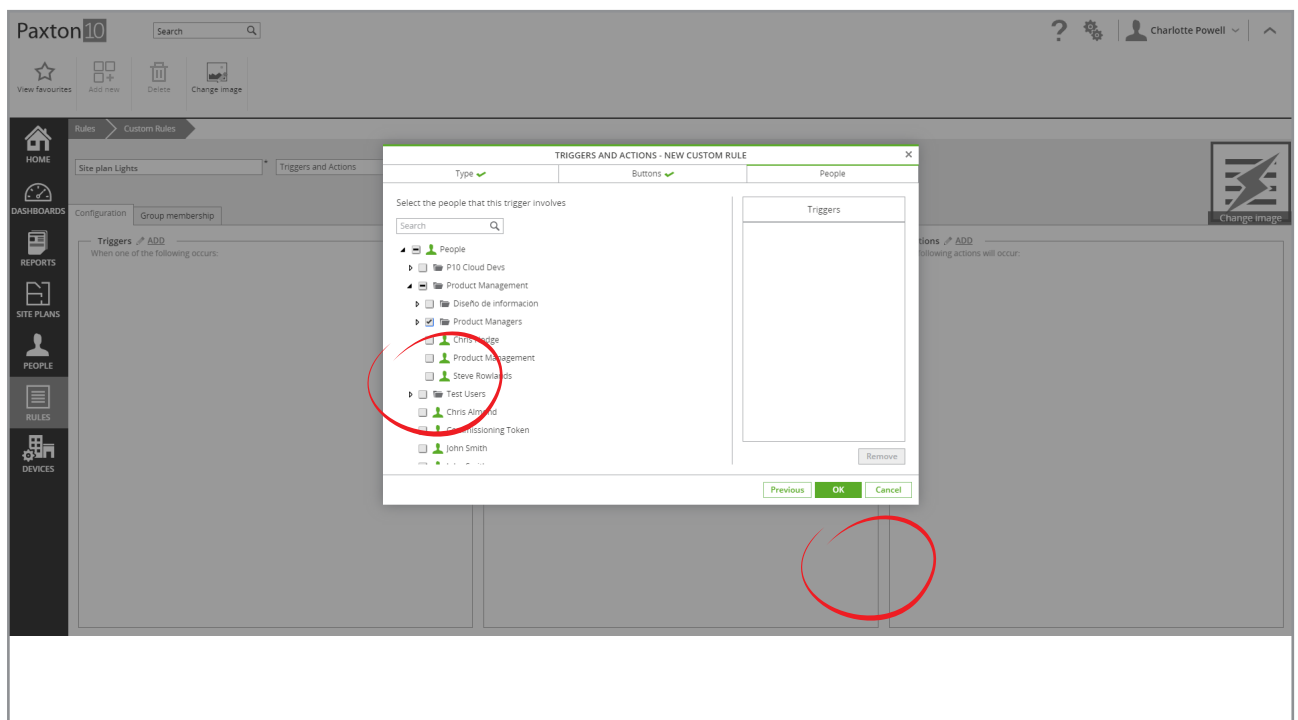 Paxton10
Search
Charlotte Powell
View favourites
Add new
Delete
Change image
Rules
Custom Rules
Site plan Lights
*
Triggers and Actions
Change image
HOME
DASHBOARDS
REPORTS
SITE PLANS
PEOPLE
RULES
DEVICES
Configuration
Group membership
Triggers ADD
When one of the following occurs:
ADD
following actions will occur:
TRIGGERS AND ACTIONS - NEW CUSTOM RULE
Type
Buttons
People
Select the people that this trigger involves
Search
People
P10 Cloud Devs
Product Management
Diseño de informacion
Product Managers
Chris
Product Management
Steve Rowlands
Test Users
Chris Almond
Commissioning Token
John Smith
Triggers
Remove
Previous
OK
Cancel